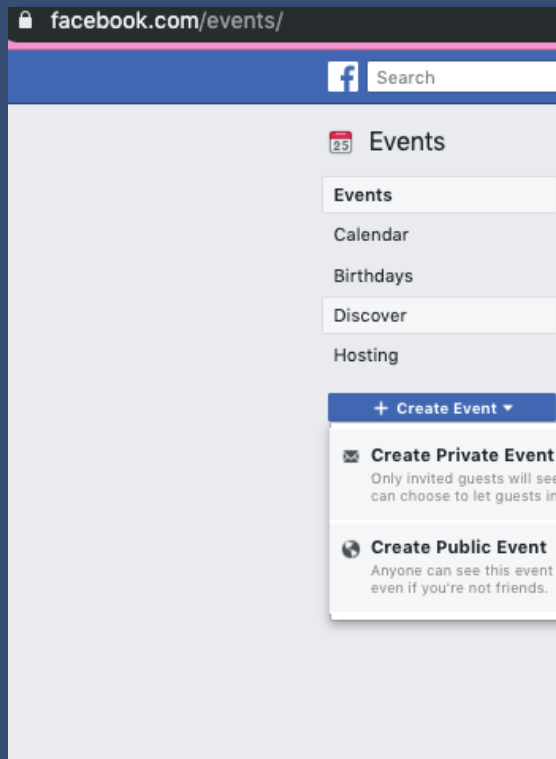 facebook.com/events/
f Search
25 Events
Events
Calendar
Birthdays
Discover
Hosting
+ Create Event
Create Private Event
Only invited guests will see
can choose to let guests in
Create Public Event
Anyone can see this event
even if you're not friends.